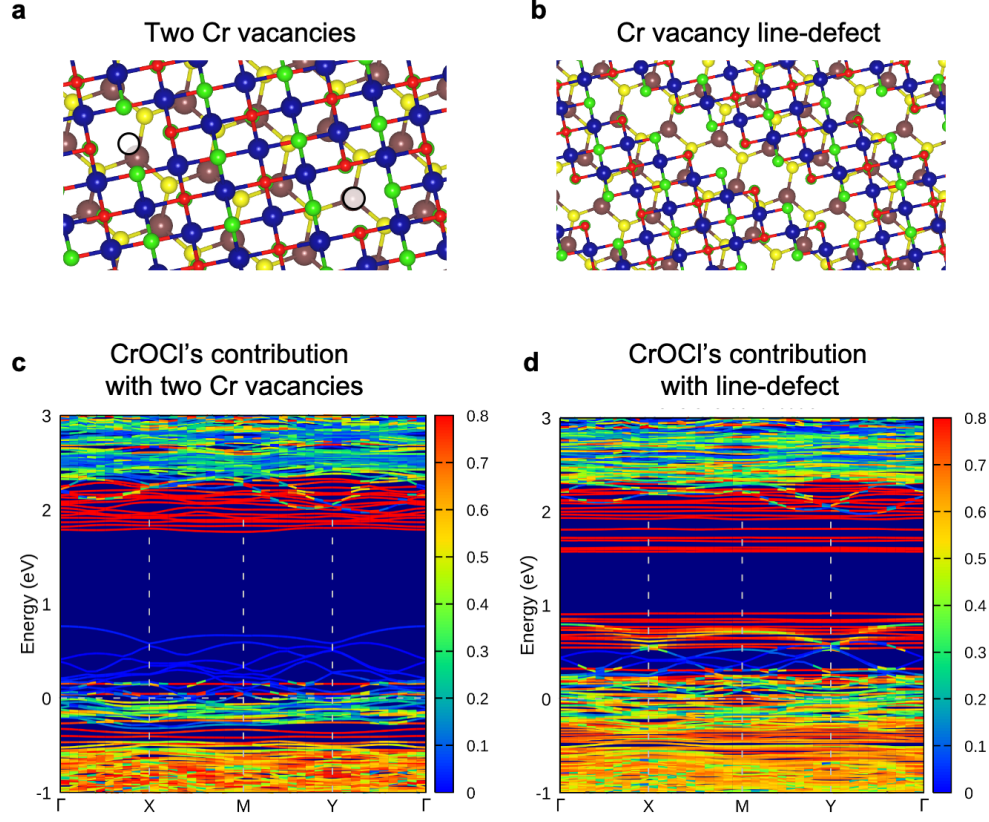 a
Two Cr vacancies
b
Cr vacancy line-defect
c
CrOCl's contribution
with two Cr vacancies
d
CrOCl's contribution
with line-defect
3
2
1
0
-1
Energy (eV)
Γ X M Y Γ
0.8
0.7
0.6
0.5
0.4
0.3
0.2
0.1
0
3
2
1
0
-1
Energy (eV)
Γ X M Y Γ
0.8
0.7
0.6
0.5
0.4
0.3
0.2
0.1
0